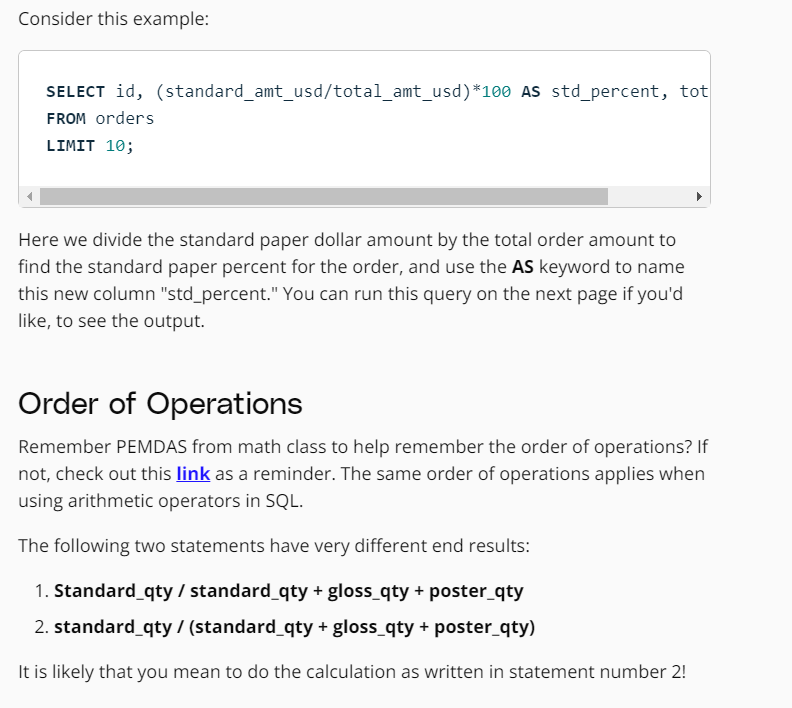 Consider this example:
SELECT id, (standard_amt_usd/total_amt_usd)*100 AS std_percent, tot
FROM orders
LIMIT 10;
Here we divide the standard paper dollar amount by the total order amount to
find the standard paper percent for the order, and use the AS keyword to name
this new column "std_percent." You can run this query on the next page if you'd
like, to see the output.
Order of Operations
Remember PEMDAS from math class to help remember the order of operations? If
not, check out this link as a reminder. The same order of operations applies when
using arithmetic operators in SQL.
The following two statements have very different end results:
1. Standard_qty / standard_qty + gloss_qty + poster_qty
2. standard_qty / (standard_qty + gloss_qty + poster_qty)
It is likely that you mean to do the calculation as written in statement number 2!